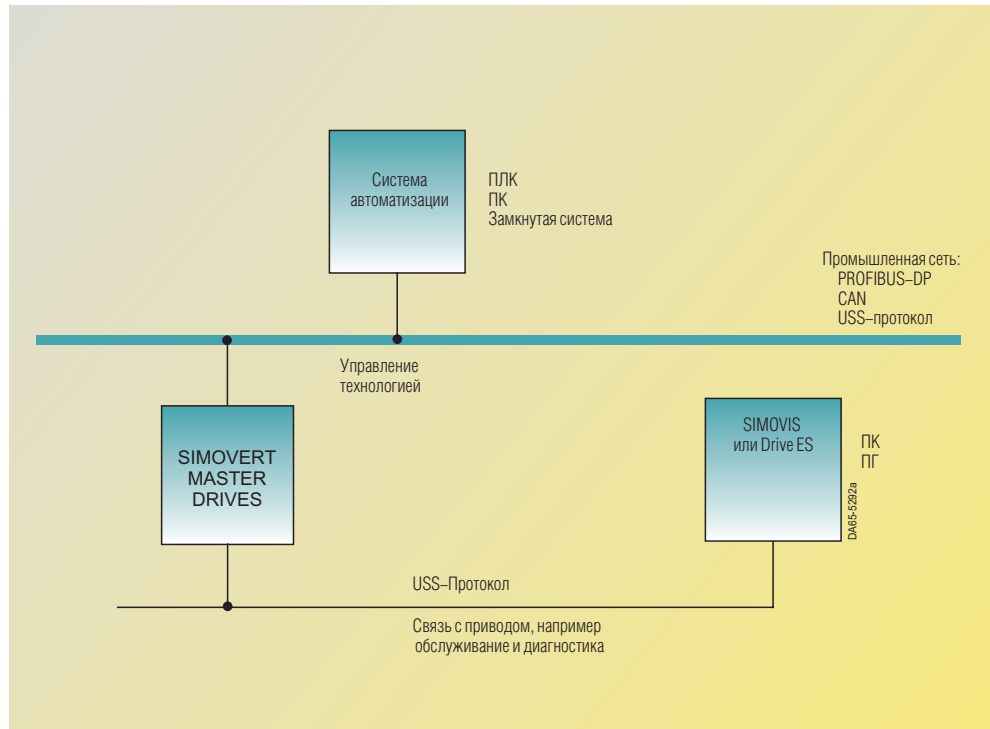 Система
автоматизации
ПЛК
ПК
Замкнутая система
Промышленная сеть:
PROFIBUS–DP
CAN
USS–протокол
Управление
технологией
SIMOVERT
MASTER
DRIVES
SIMOVIS
или Drive ES
ПК
ПГ
DA65-5292a
USS–Протокол
Связь с приводом, например
обслуживание и диагностика